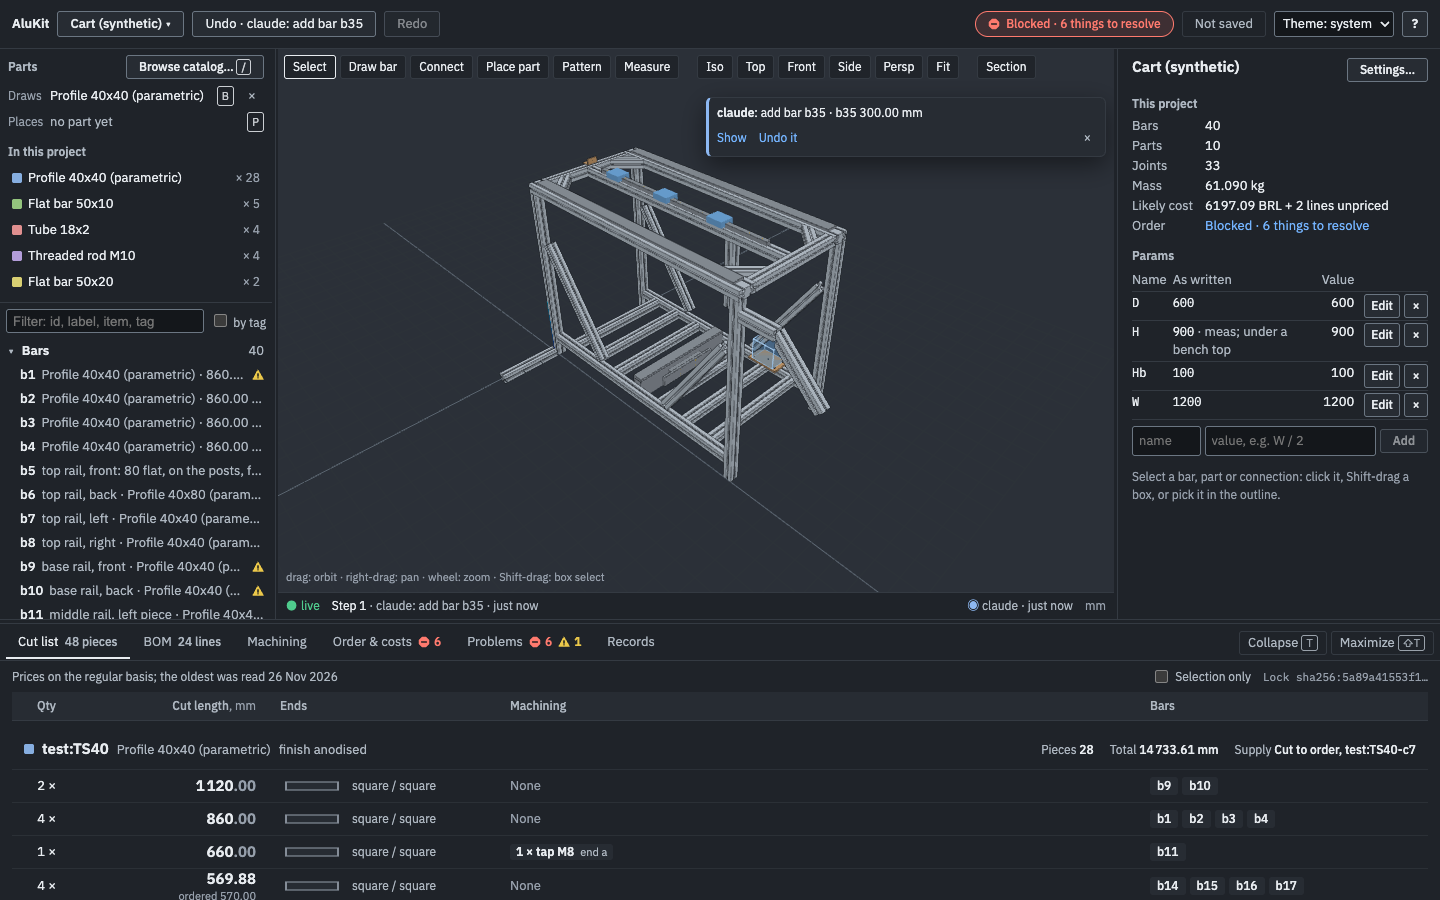 AluKit
Cart (synthetic) ▾
Undo · claude: add bar b35
Redo
Blocked · 6 things to resolve
Not saved
Theme: system
?
Parts
Browse catalog... /
Draws Profile 40x40 (parametric) B ×
Places no part yet P
In this project
Profile 40x40 (parametric) × 28
Flat bar 50x10 × 5
Tube 18x2 × 4
Threaded rod M10 × 4
Flat bar 50x20 × 2
Filter: id, label, item, tag
by tag
Bars 40
b1 Profile 40x40 (parametric) · 860....
b2 Profile 40x40 (parametric) · 860.00 ...
b3 Profile 40x40 (parametric) · 860.00 ...
b4 Profile 40x40 (parametric) · 860.00 ...
b5 top rail, front: 80 flat, on the posts, f...
b6 top rail, back · Profile 40x80 (param...
b7 top rail, left · Profile 40x40 (parame...
b8 top rail, right · Profile 40x40 (param...
b9 base rail, front · Profile 40x40 (p...
b10 base rail, back · Profile 40x40 (...
b11 middle rail, left piece · Profile 40x4...
Select Draw bar Connect Place part Pattern Measure Iso Top Front Side Persp Fit Section
claude: add bar b35 · b35 300.00 mm
Show Undo it ×
drag: orbit · right-drag: pan · wheel: zoom · Shift-drag: box select
live Step 1 · claude: add bar b35 · just now
claude · just now mm
Cart (synthetic)
Settings...
This project
Bars 40
Parts 10
Joints 33
Mass 61.090 kg
Likely cost 6197.09 BRL + 2 lines unpriced
Order Blocked · 6 things to resolve
Params
Name As written Value
D 600 600 Edit ×
H 900 · meas; under a 900 Edit ×
bench top
Hb 100 100 Edit ×
W 1200 1200 Edit ×
name value, e.g. W / 2 Add
Select a bar, part or connection: click it, Shift-drag a
box, or pick it in the outline.
Cut list 48 pieces BOM 24 lines Machining Order & costs 6 Problems 6 1 Records
Collapse T Maximize ⇧T
Prices on the regular basis; the oldest was read 26 Nov 2026
Selection only Lock sha256:5a89a41553f1…
Qty Cut length, mm Ends Machining Bars
test:TS40 Profile 40x40 (parametric) finish anodised Pieces 28 Total 14 733.61 mm Supply Cut to order, test:TS40-c7
2 × 1 120.00 square / square None b9 b10
4 × 860.00 square / square None b1 b2 b3 b4
1 × 660.00 square / square 1 × tap M8 end a b11
4 × 569.88 square / square None b14 b15 b16 b17
ordered 570.00